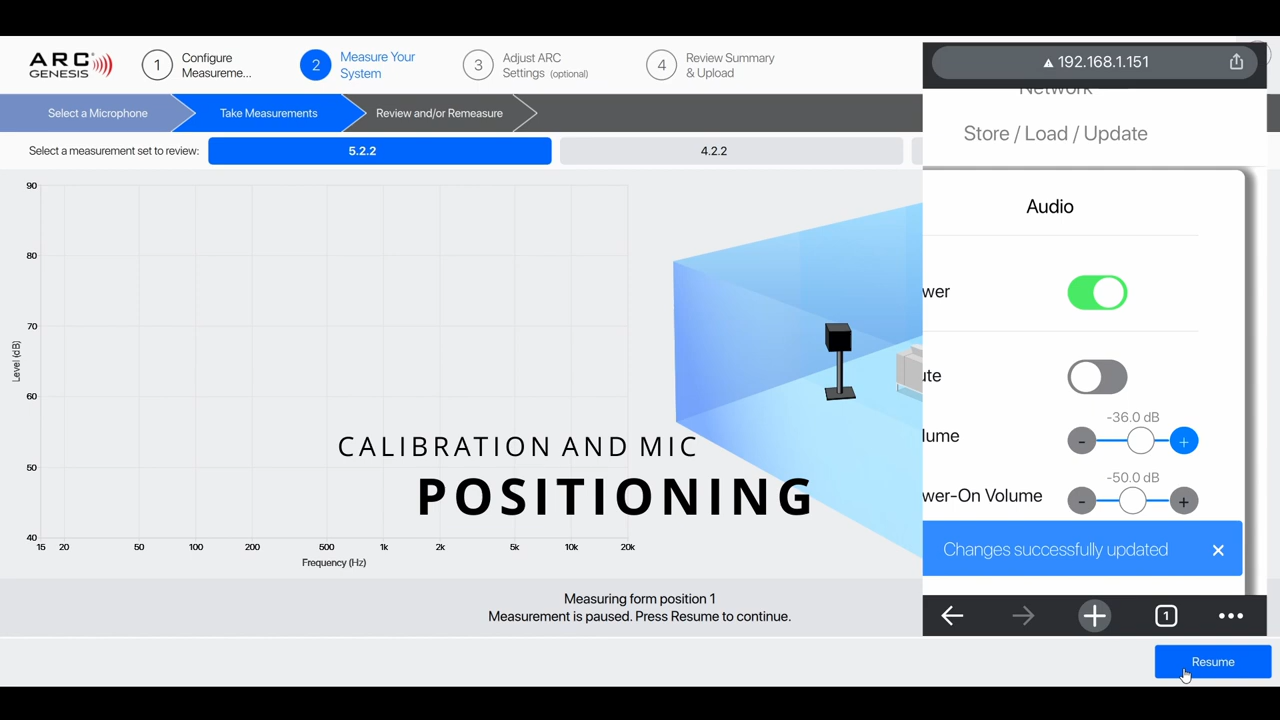 ARC GENESIS
1 Configure Measureme...
2 Measure Your System
3 Adjust ARC Settings (optional)
4 Review Summary & Upload
Select a Microphone
Take Measurements
Review and/or Remeasure
Select a measurement set to review:
5.2.2
4.2.2
90
80
70
60
50
40
Level (dB)
15 20 50 100 200 500 1k 2k 5k 10k 20k
Frequency (Hz)
CALIBRATION AND MIC
POSITIONING
Measuring form position 1
Measurement is paused. Press Resume to continue.
Resume
192.168.1.151
Network
Store / Load / Update
Audio
wer
ute
-36.0 dB
lume
- +
-50.0 dB
wer-On Volume
- +
Changes successfully updated
1